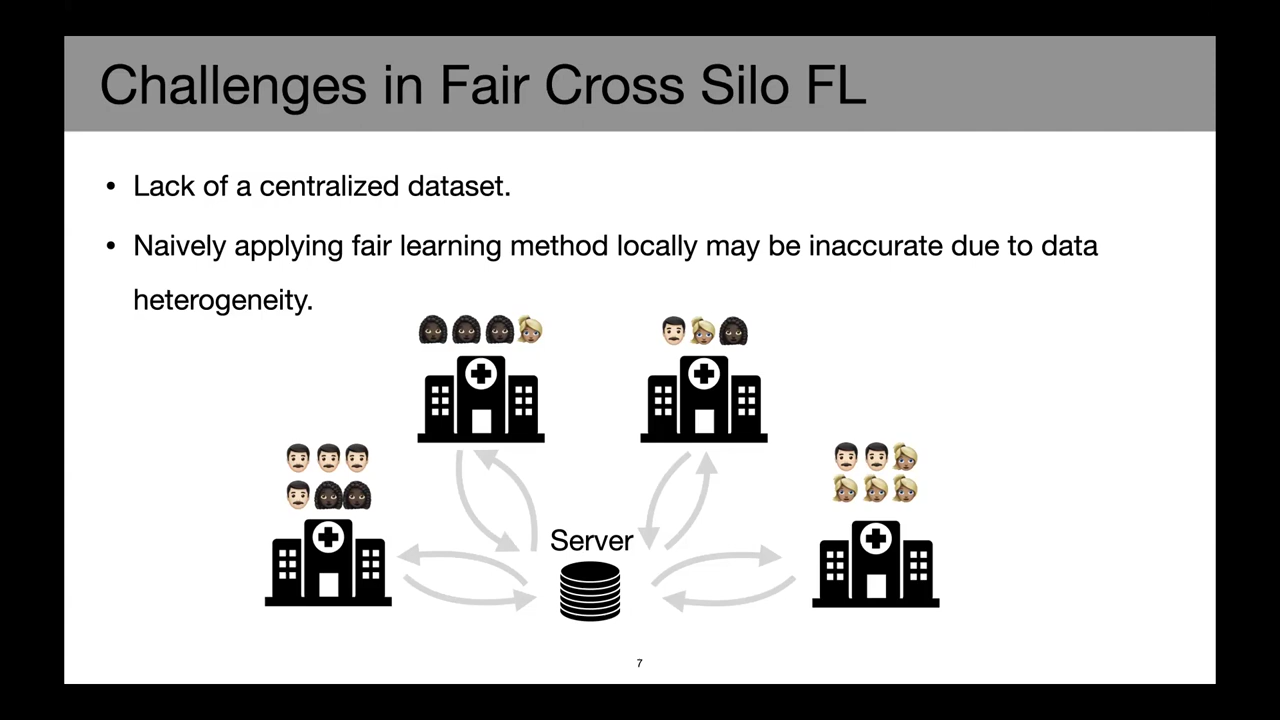 Challenges in Fair Cross Silo FL
• Lack of a centralized dataset.
• Naively applying fair learning method locally may be inaccurate due to data
heterogeneity.
Server
7